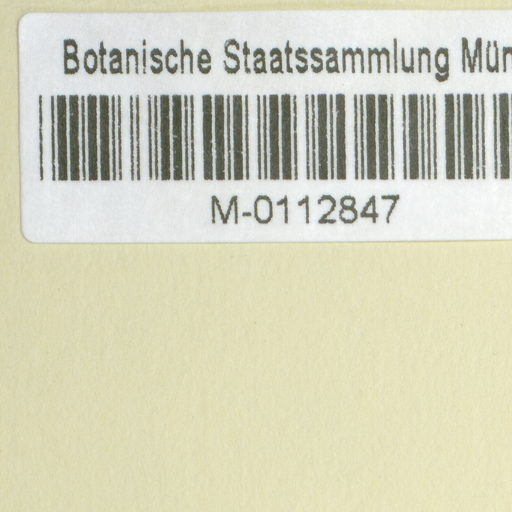 Botanische Staatssammlung Mün
M-0112847